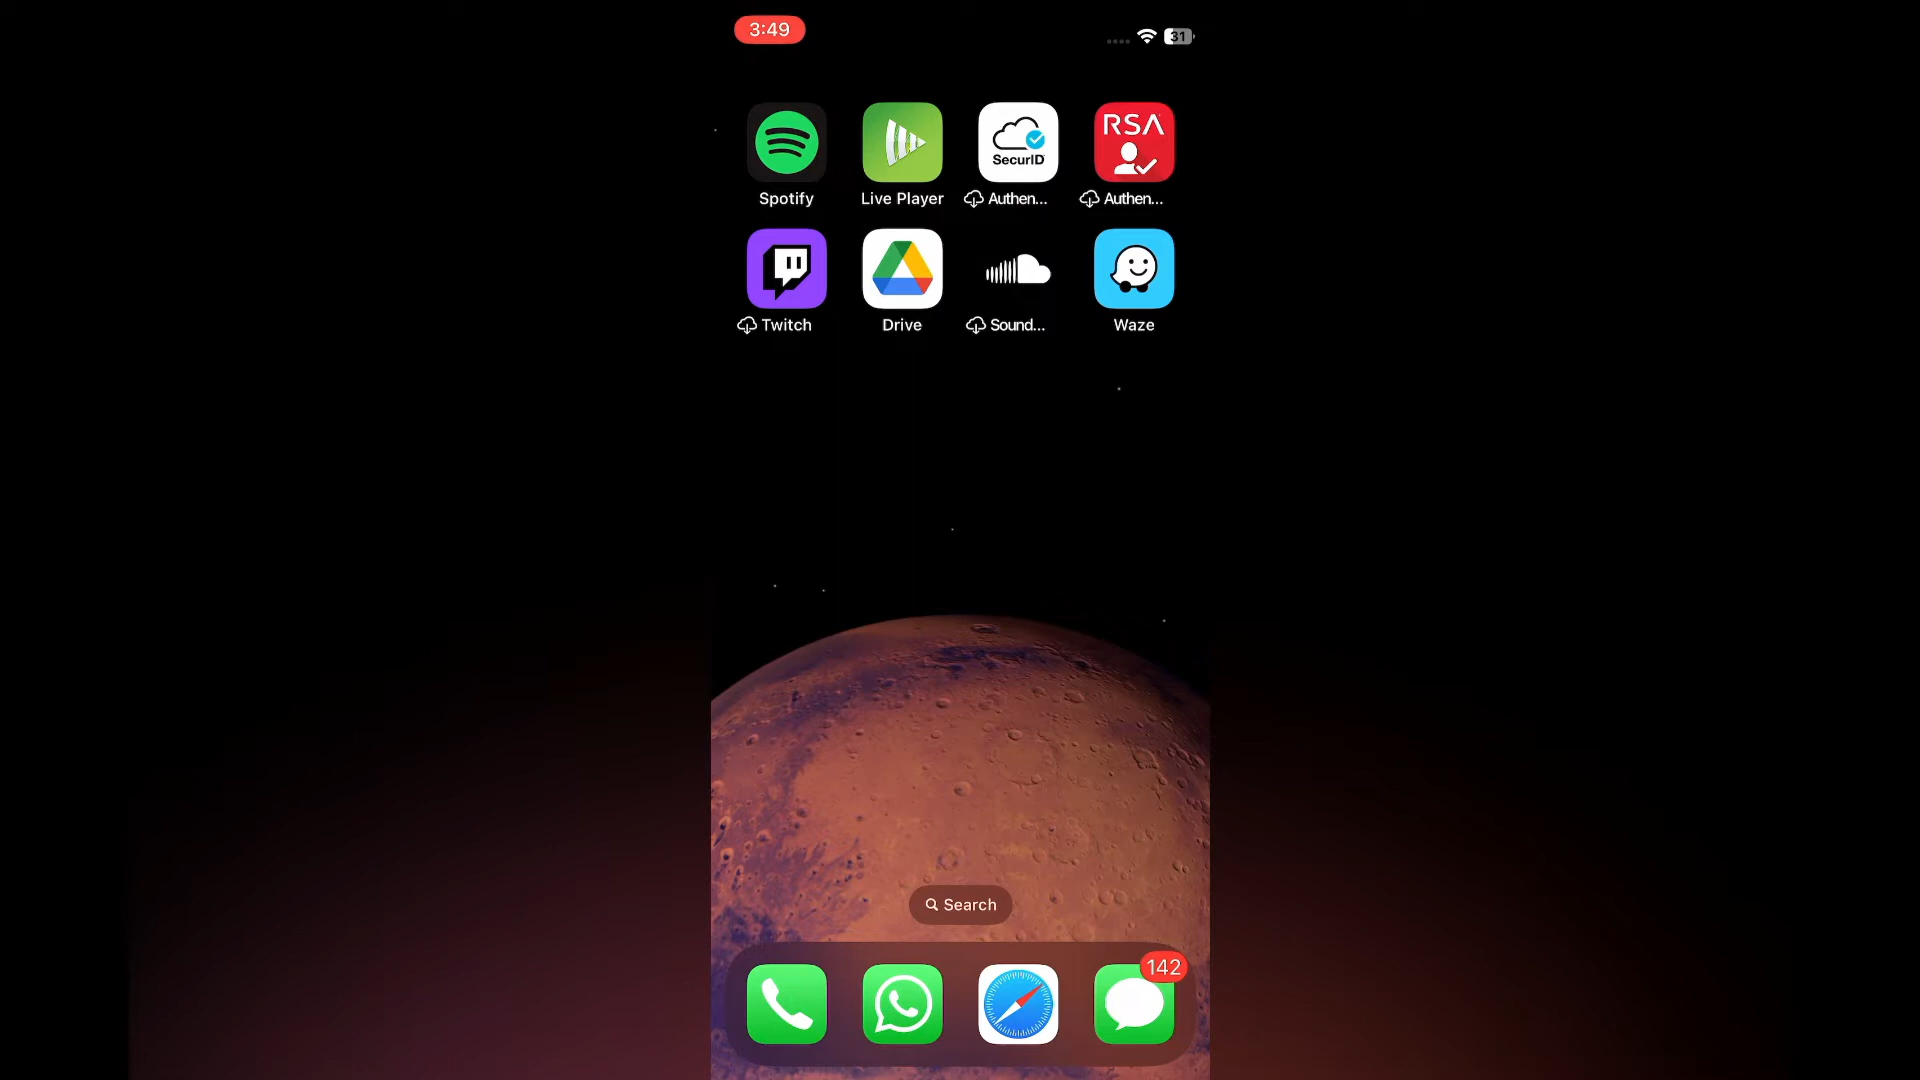 3:49
31
SecurID
RSA
Spotify
Live Player
Authen...
Authen...
Twitch
Drive
Sound...
Waze
Search
142